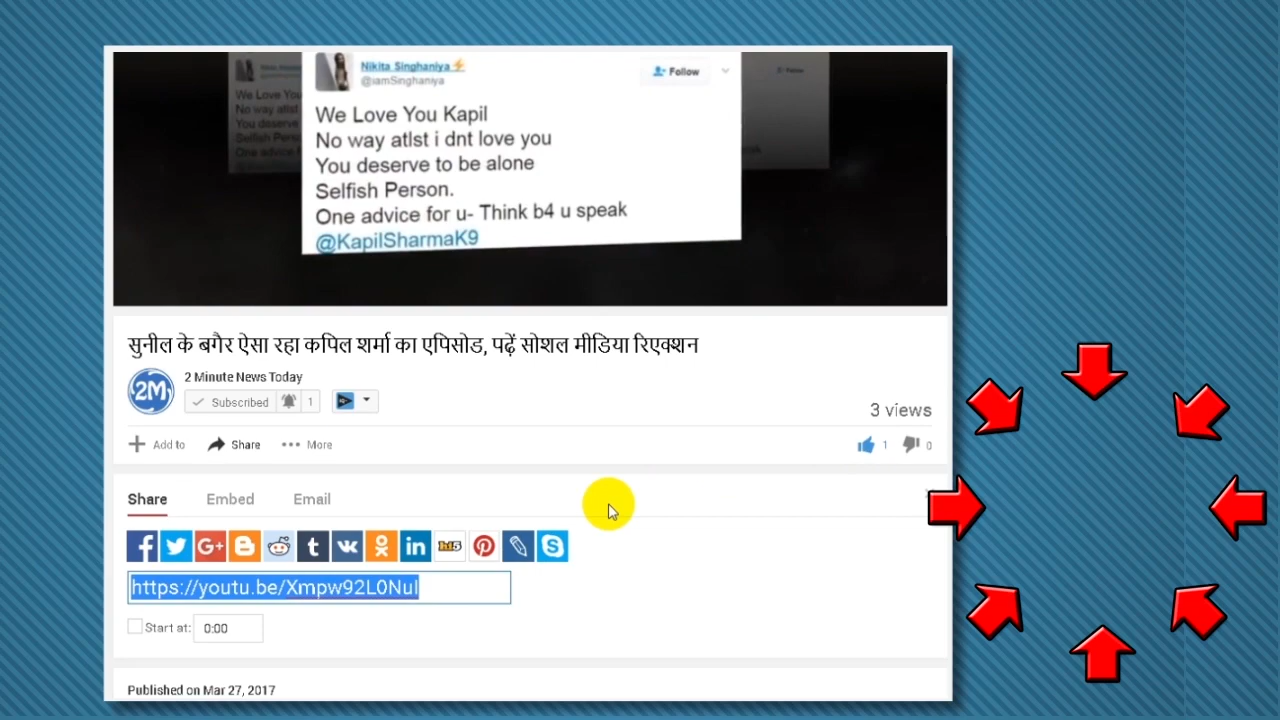 Nikita Singhaniya⚡
@iamSinghaniya
Follow
We Love You Kapil
No way atlst i dnt love you
You deserve to be alone
Selfish Person.
One advice for u- Think b4 u speak
@KapilSharmaK9
सुनील के बगैर ऐसा रहा कपिल शर्मा का एपिसोड, पढ़ें सोशल मीडिया रिएक्शन
2M
2 Minute News Today
Subscribed 1
3 views
Add to Share More 1 0
Share Embed Email
https://youtu.be/Xmpw92L0NuI
Start at: 0:00
Published on Mar 27, 2017